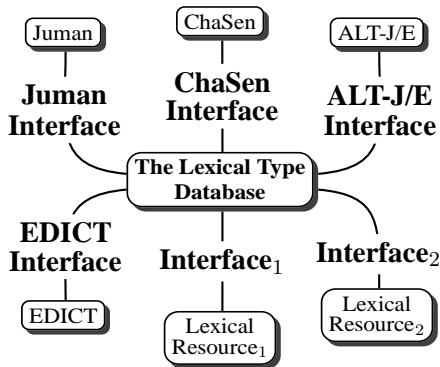 Juman
ChaSen
ALT-J/E
Juman
Interface
ChaSen
Interface
ALT-J/E
Interface
The Lexical Type
Database
EDICT
Interface
Interface₁
Interface₂
EDICT
Lexical
Resource₁
Lexical
Resource₂